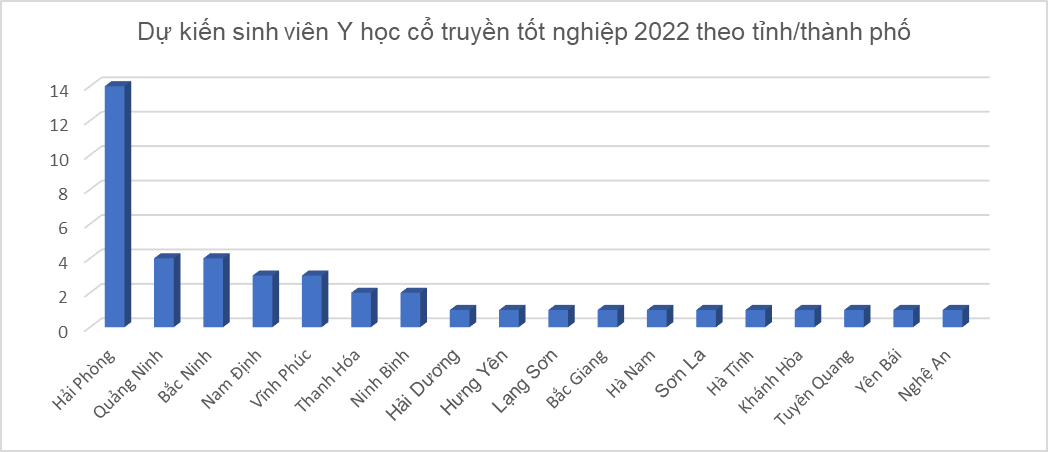 Dự kiến sinh viên Y học cổ truyền tốt nghiệp 2022 theo tỉnh/thành phố
14
12
10
8
6
4
2
0
Hải Phòng
Quảng Ninh
Bắc Ninh
Nam Định
Vĩnh Phúc
Thanh Hóa
Ninh Bình
Hải Dương
Hưng Yên
Lạng Sơn
Bắc Giang
Hà Nam
Sơn La
Hà Tĩnh
Khánh Hòa
Tuyên Quang
Yên Bái
Nghệ An